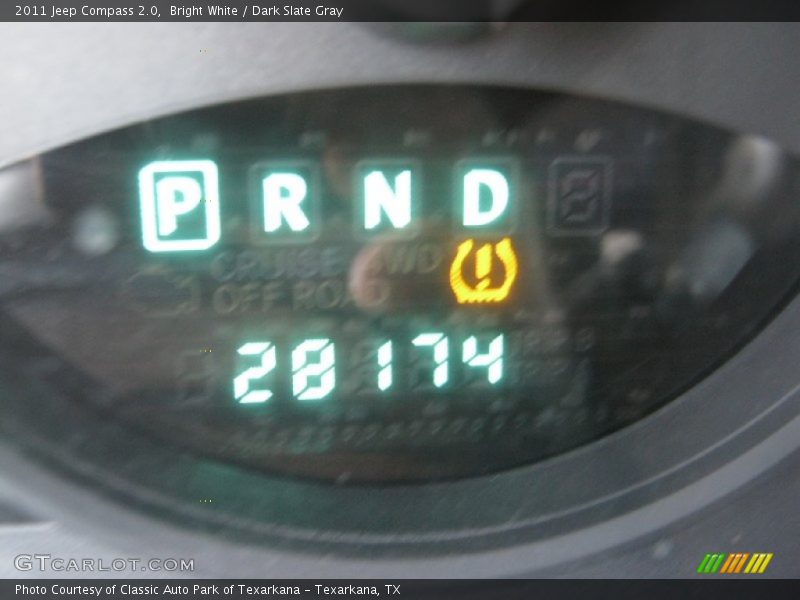 2011 Jeep Compass 2.0, Bright White / Dark Slate Gray
P R N D
CRUISE 4WD
OFF ROAD
28174
GTCARLOT.COM
Photo Courtesy of Classic Auto Park of Texarkana – Texarkana, TX